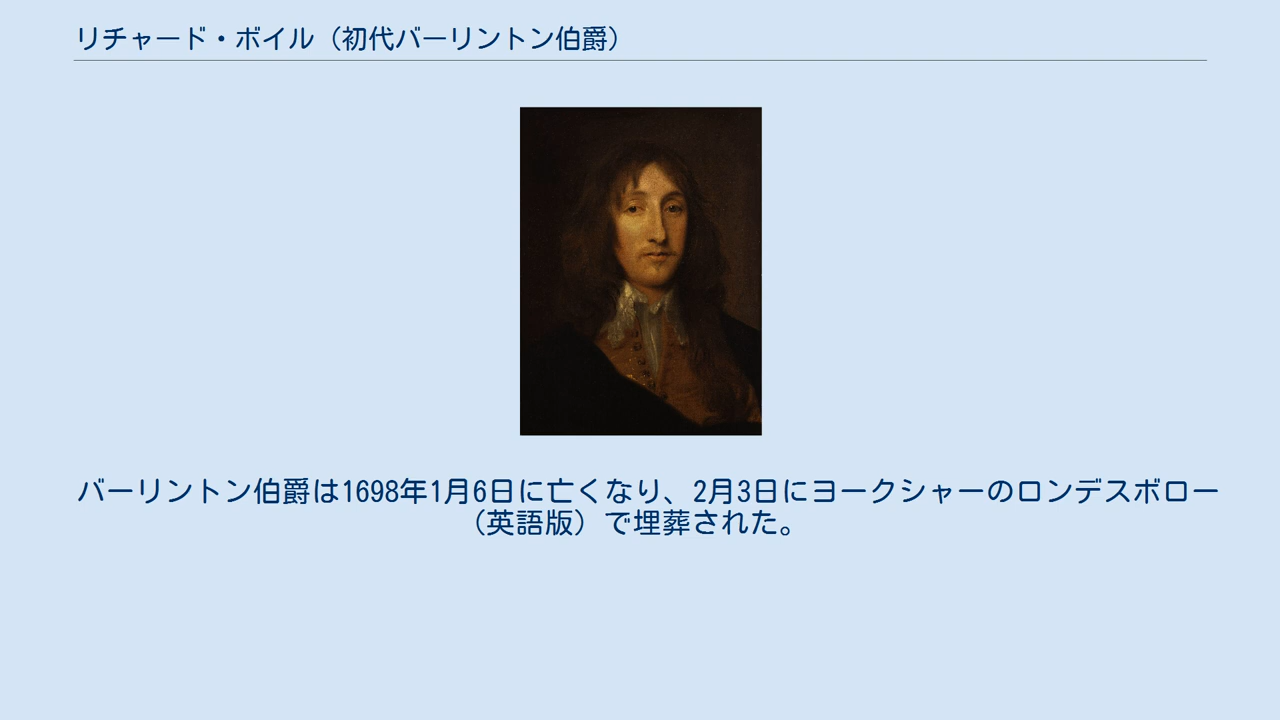 リチャード・ボイル（初代バーリントン伯爵）
バーリントン伯爵は1698年1月6日に亡くなり、2月3日にヨークシャーのロンデスボロー
（英語版）で埋葬された。